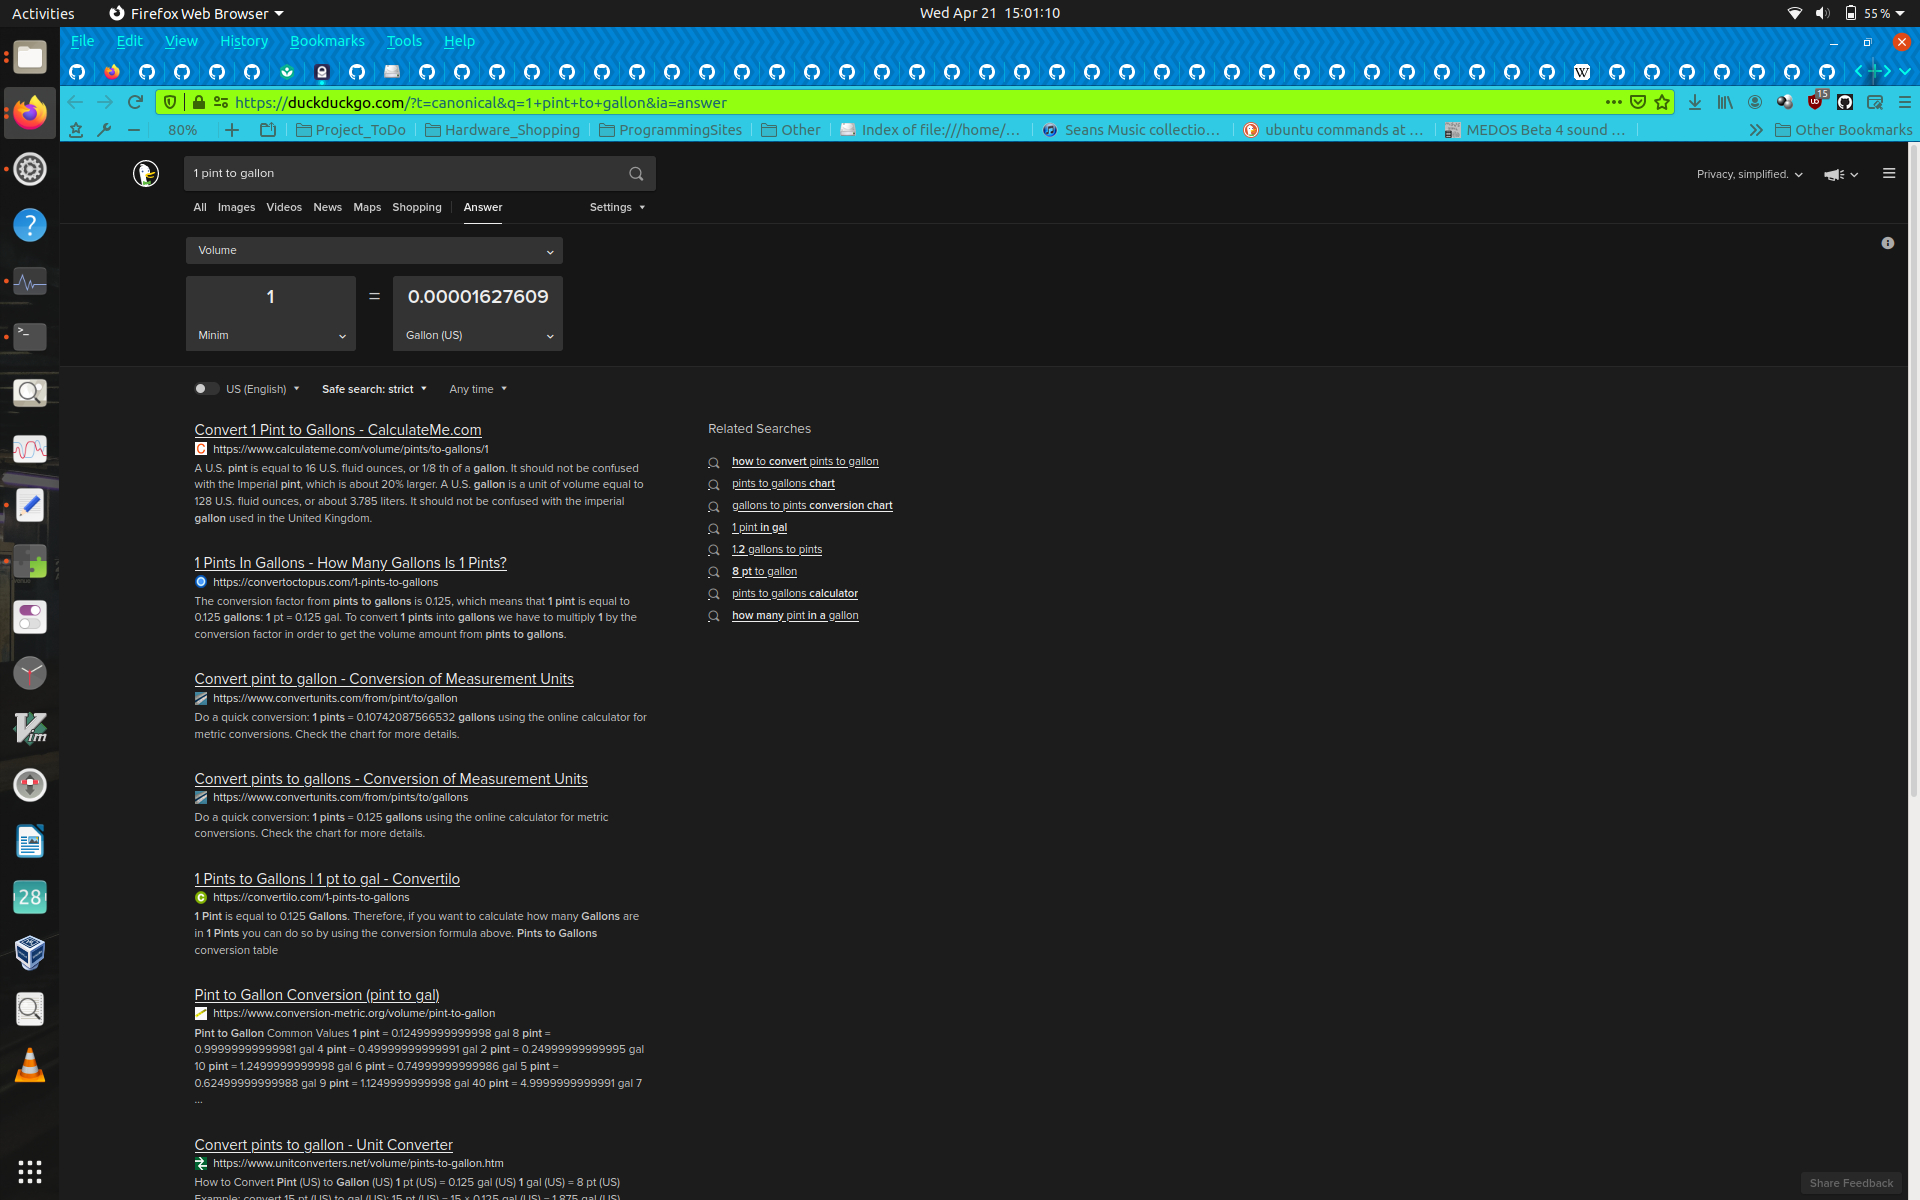 Activities
Firefox Web Browser
Wed Apr 21 15:01:10
55 %
File Edit View History Bookmarks Tools Help
W
https://duckduckgo.com/?t=canonical&q=1+pint+to+gallon&ia=answer
15
80%
Project_ToDo
Hardware_Shopping
ProgrammingSites
Other
Index of file:///home/...
Seans Music collectio...
ubuntu commands at ...
MEDOS Beta 4 sound ...
Other Bookmarks
1 pint to gallon
Privacy, simplified.
All Images Videos News Maps Shopping Answer Settings
Volume
1 = 0.00001627609
Minim Gallon (US)
US (English) Safe search: strict Any time
Convert 1 Pint to Gallons - CalculateMe.com
https://www.calculateme.com/volume/pints/to-gallons/1
A U.S. pint is equal to 16 U.S. fluid ounces, or 1/8 th of a gallon. It should not be confused
with the Imperial pint, which is about 20% larger. A U.S. gallon is a unit of volume equal to
128 U.S. fluid ounces, or about 3.785 liters. It should not be confused with the imperial
gallon used in the United Kingdom.
1 Pints In Gallons - How Many Gallons Is 1 Pints?
https://convertoctopus.com/1-pints-to-gallons
The conversion factor from pints to gallons is 0.125, which means that 1 pint is equal to
0.125 gallons: 1 pt = 0.125 gal. To convert 1 pints into gallons we have to multiply 1 by the
conversion factor in order to get the volume amount from pints to gallons.
Convert pint to gallon - Conversion of Measurement Units
https://www.convertunits.com/from/pint/to/gallon
Do a quick conversion: 1 pints = 0.10742087566532 gallons using the online calculator for
metric conversions. Check the chart for more details.
Convert pints to gallons - Conversion of Measurement Units
https://www.convertunits.com/from/pints/to/gallons
Do a quick conversion: 1 pints = 0.125 gallons using the online calculator for metric
conversions. Check the chart for more details.
1 Pints to Gallons | 1 pt to gal - Convertilo
https://convertilo.com/1-pints-to-gallons
1 Pint is equal to 0.125 Gallons. Therefore, if you want to calculate how many Gallons are
in 1 Pints you can do so by using the conversion formula above. Pints to Gallons
conversion table
Pint to Gallon Conversion (pint to gal)
https://www.conversion-metric.org/volume/pint-to-gallon
Pint to Gallon Common Values 1 pint = 0.12499999999998 gal 8 pint =
0.99999999999981 gal 4 pint = 0.49999999999991 gal 2 pint = 0.24999999999995 gal
10 pint = 1.2499999999998 gal 6 pint = 0.74999999999986 gal 5 pint =
0.62499999999988 gal 9 pint = 1.1249999999998 gal 40 pint = 4.9999999999991 gal 7
...
Convert pints to gallon - Unit Converter
https://www.unitconverters.net/volume/pints-to-gallon.htm
How to Convert Pint (US) to Gallon (US) 1 pt (US) = 0.125 gal (US) 1 gal (US) = 8 pt (US)
Example: convert 15 pt (US) to gal (US): 15 pt (US) = 15 × 0.125 gal (US) = 1.875 gal (US)
Related Searches
how to convert pints to gallon
pints to gallons chart
gallons to pints conversion chart
1 pint in gal
1.2 gallons to pints
8 pt to gallon
pints to gallons calculator
how many pint in a gallon
28
Share Feedback